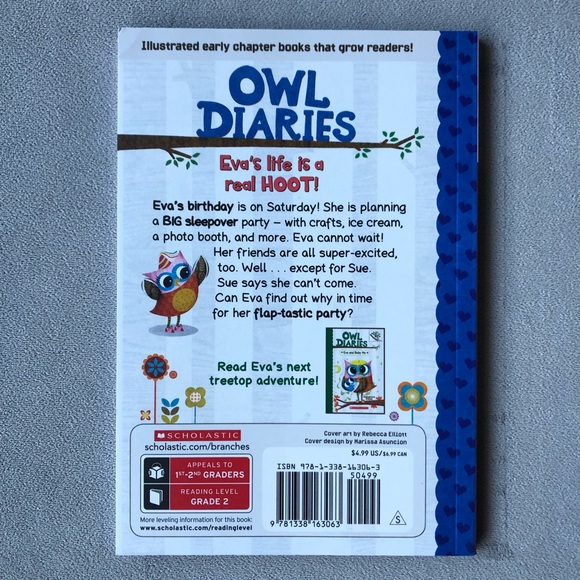 Illustrated early chapter books that grow readers!
OWL
DIARIES
Eva's life is a
real HOOT!
Eva's birthday is on Saturday! She is planning
a BIG sleepover party – with crafts, ice cream,
a photo booth, and more. Eva cannot wait!
Her friends are all super-excited,
too. Well . . . except for Sue.
Sue says she can't come.
Can Eva find out why in time
for her flap-tastic party?
Read Eva's next
treetop adventure!
OWL
DIARIES
Eva and Baby Mo
Cover art by Rebecca Elliott
Cover design by Marissa Asuncion
$4.99 US/$6.99 CAN
SCHOLASTIC
scholastic.com/branches
APPEALS TO
1ST–2ND GRADERS
READING LEVEL
GRADE 2
More leveling information for this book:
www.scholastic.com/readinglevel
ISBN 978-1-338-16306-3
50499
9 781338 163063
S